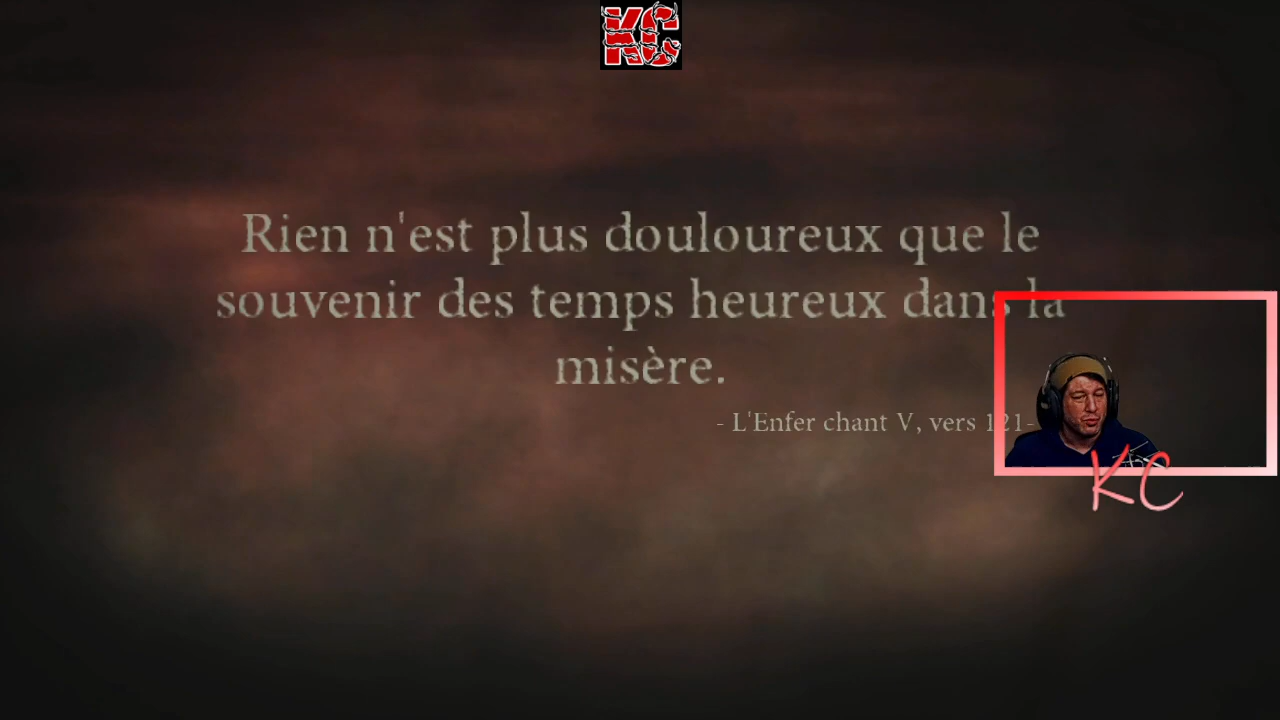 KC
Rien n'est plus douloureux que le
souvenir des temps heureux dans la
misère.
- L'Enfer chant V, vers 121-
KC